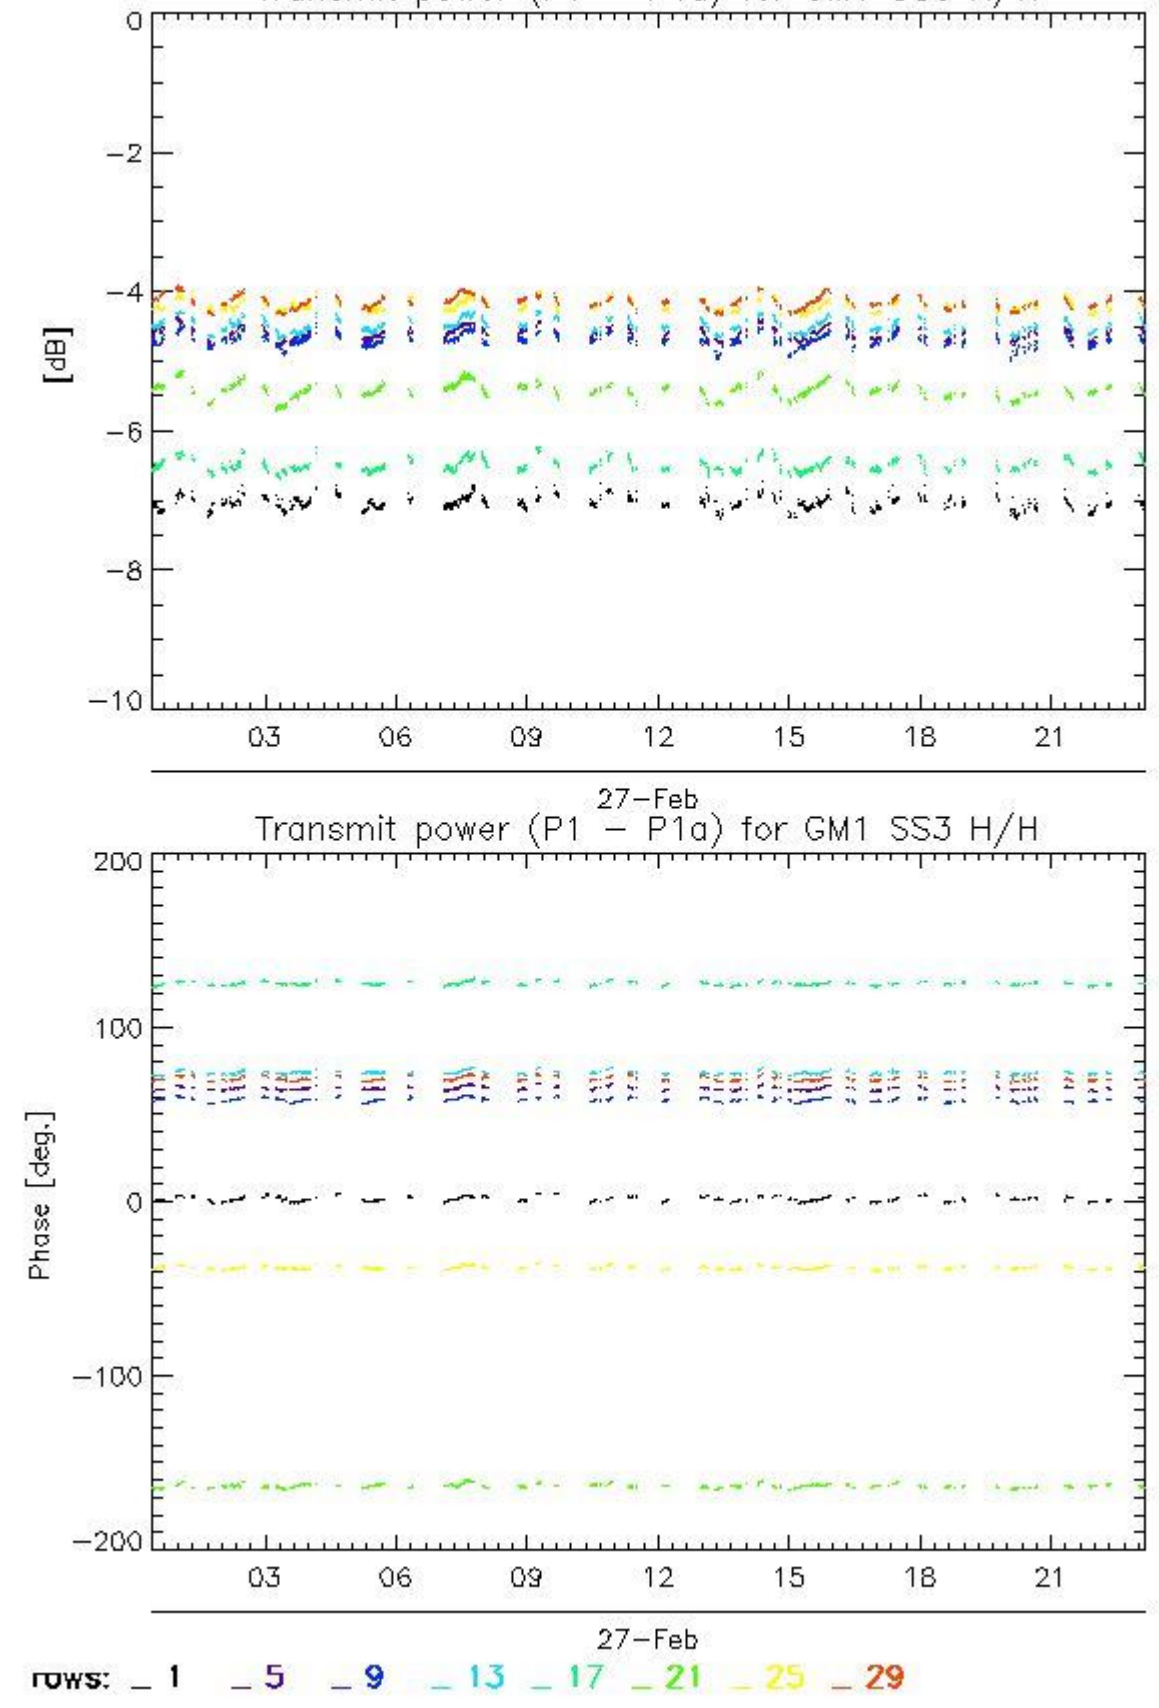 0
−2
−4
[dB]
−6
−8
−10
03 06 09 12 15 18 21
27−Feb
Transmit power (P1 − P1a) for GM1 SS3 H/H
200
100
Phase [deg.]
0
−100
−200
03 06 09 12 15 18 21
27−Feb
rows: _ 1 _ 5 _ 9 _ 13 _ 17 _ 21 _ 25 _ 29